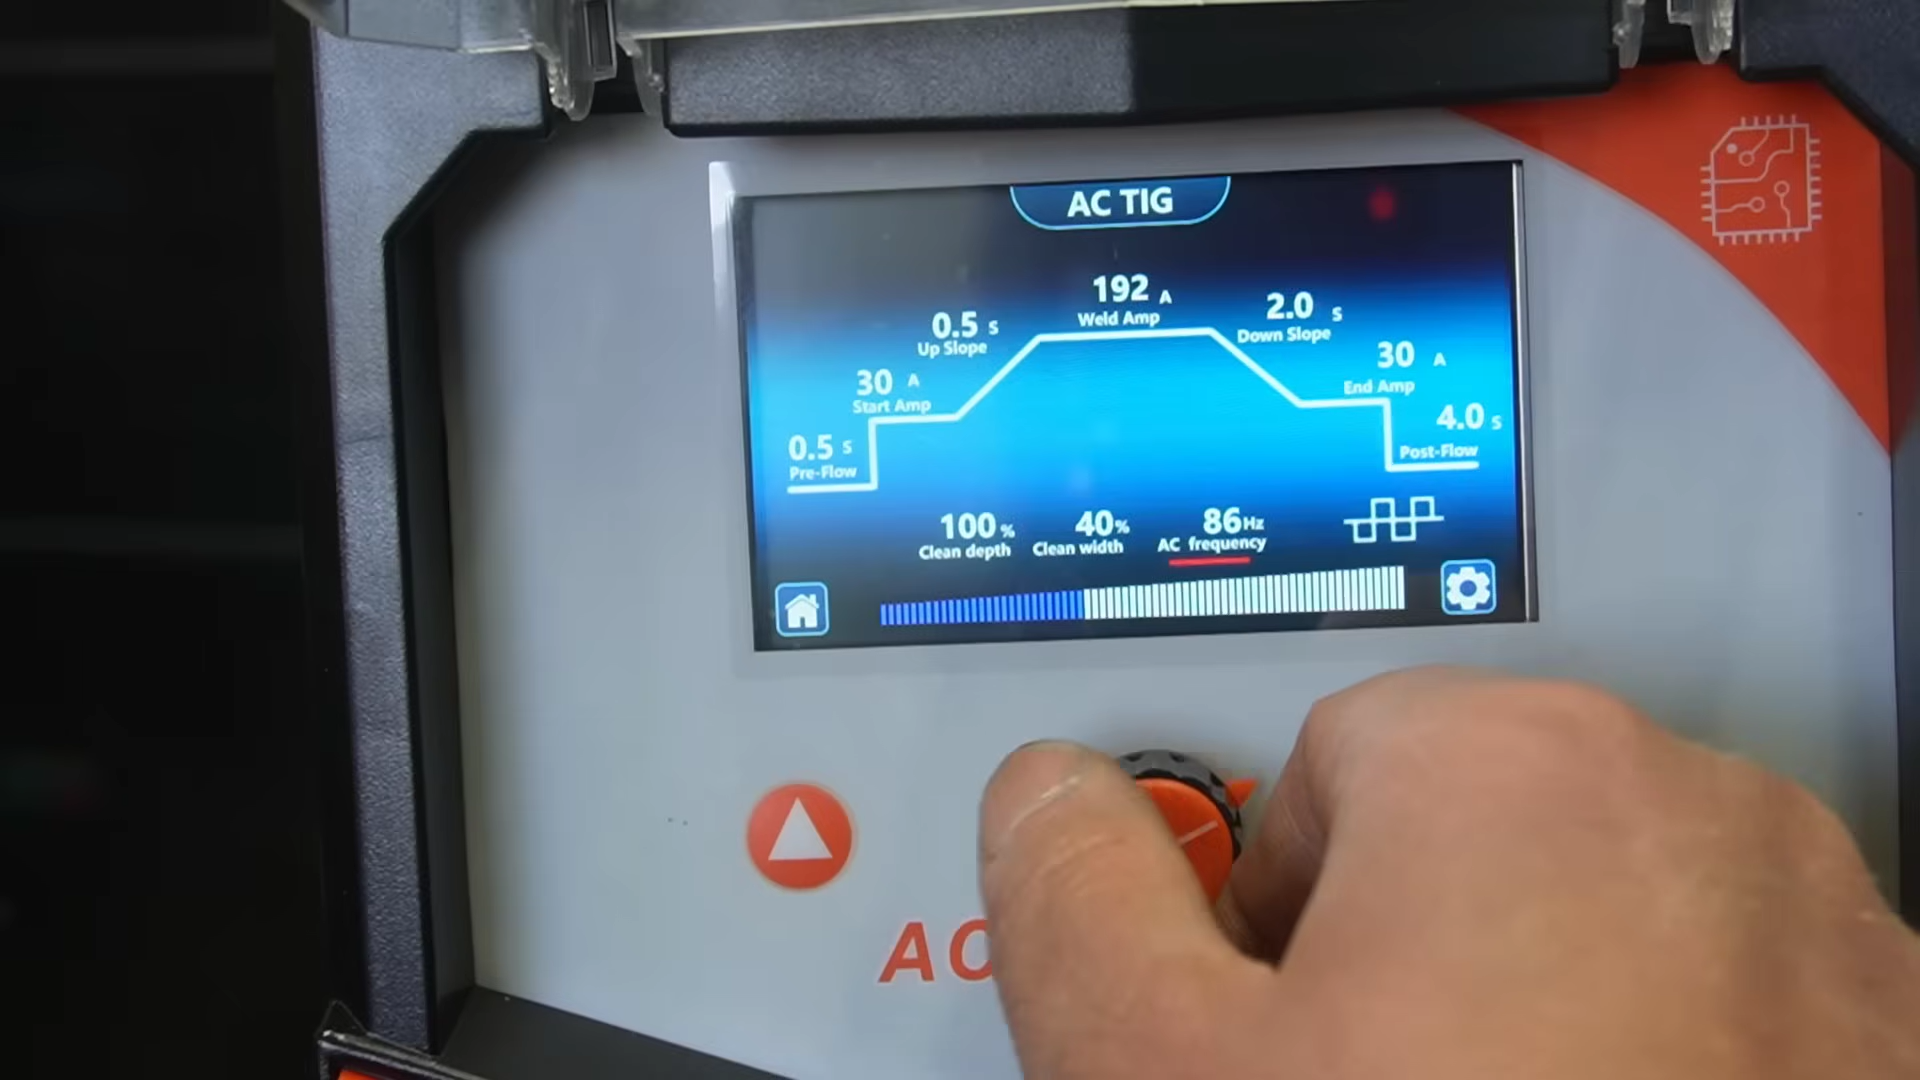 AC TIG
192 A
Weld Amp
0.5 S
Up Slope
2.0 S
Down Slope
30 A
Start Amp
30 A
End Amp
0.5 S
Pre-Flow
4.0 S
Post-Flow
100 % 40% 86Hz
Clean depth Clean width AC frequency
AC